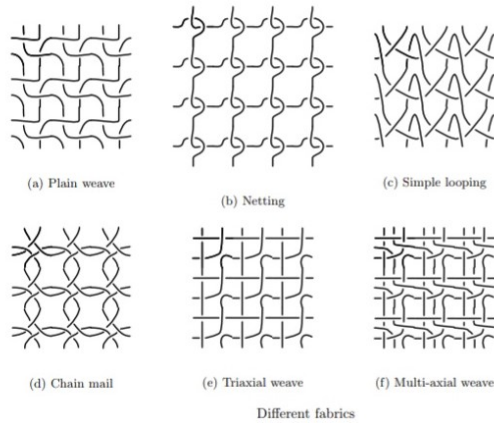 (a) Plain weave
(b) Netting
(c) Simple looping
(d) Chain mail
(e) Triaxial weave
(f) Multi-axial weave
Different fabrics